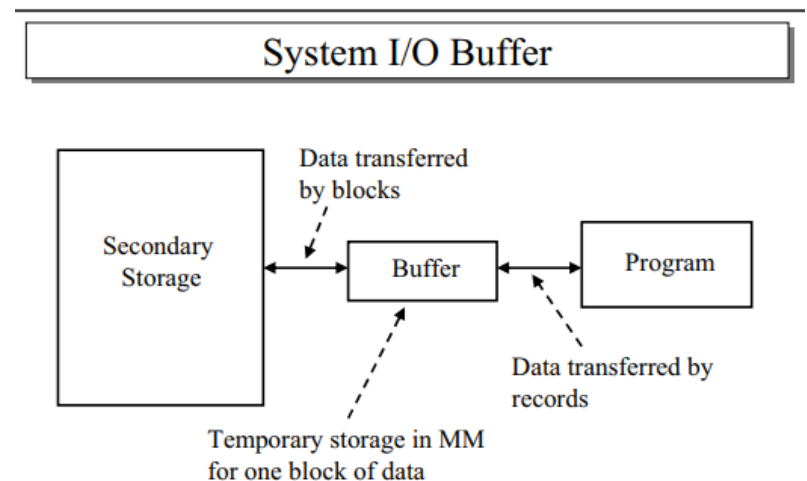 System I/O Buffer
Data transferred
by blocks
Secondary
Storage
Buffer
Program
Data transferred by
records
Temporary storage in MM
for one block of data